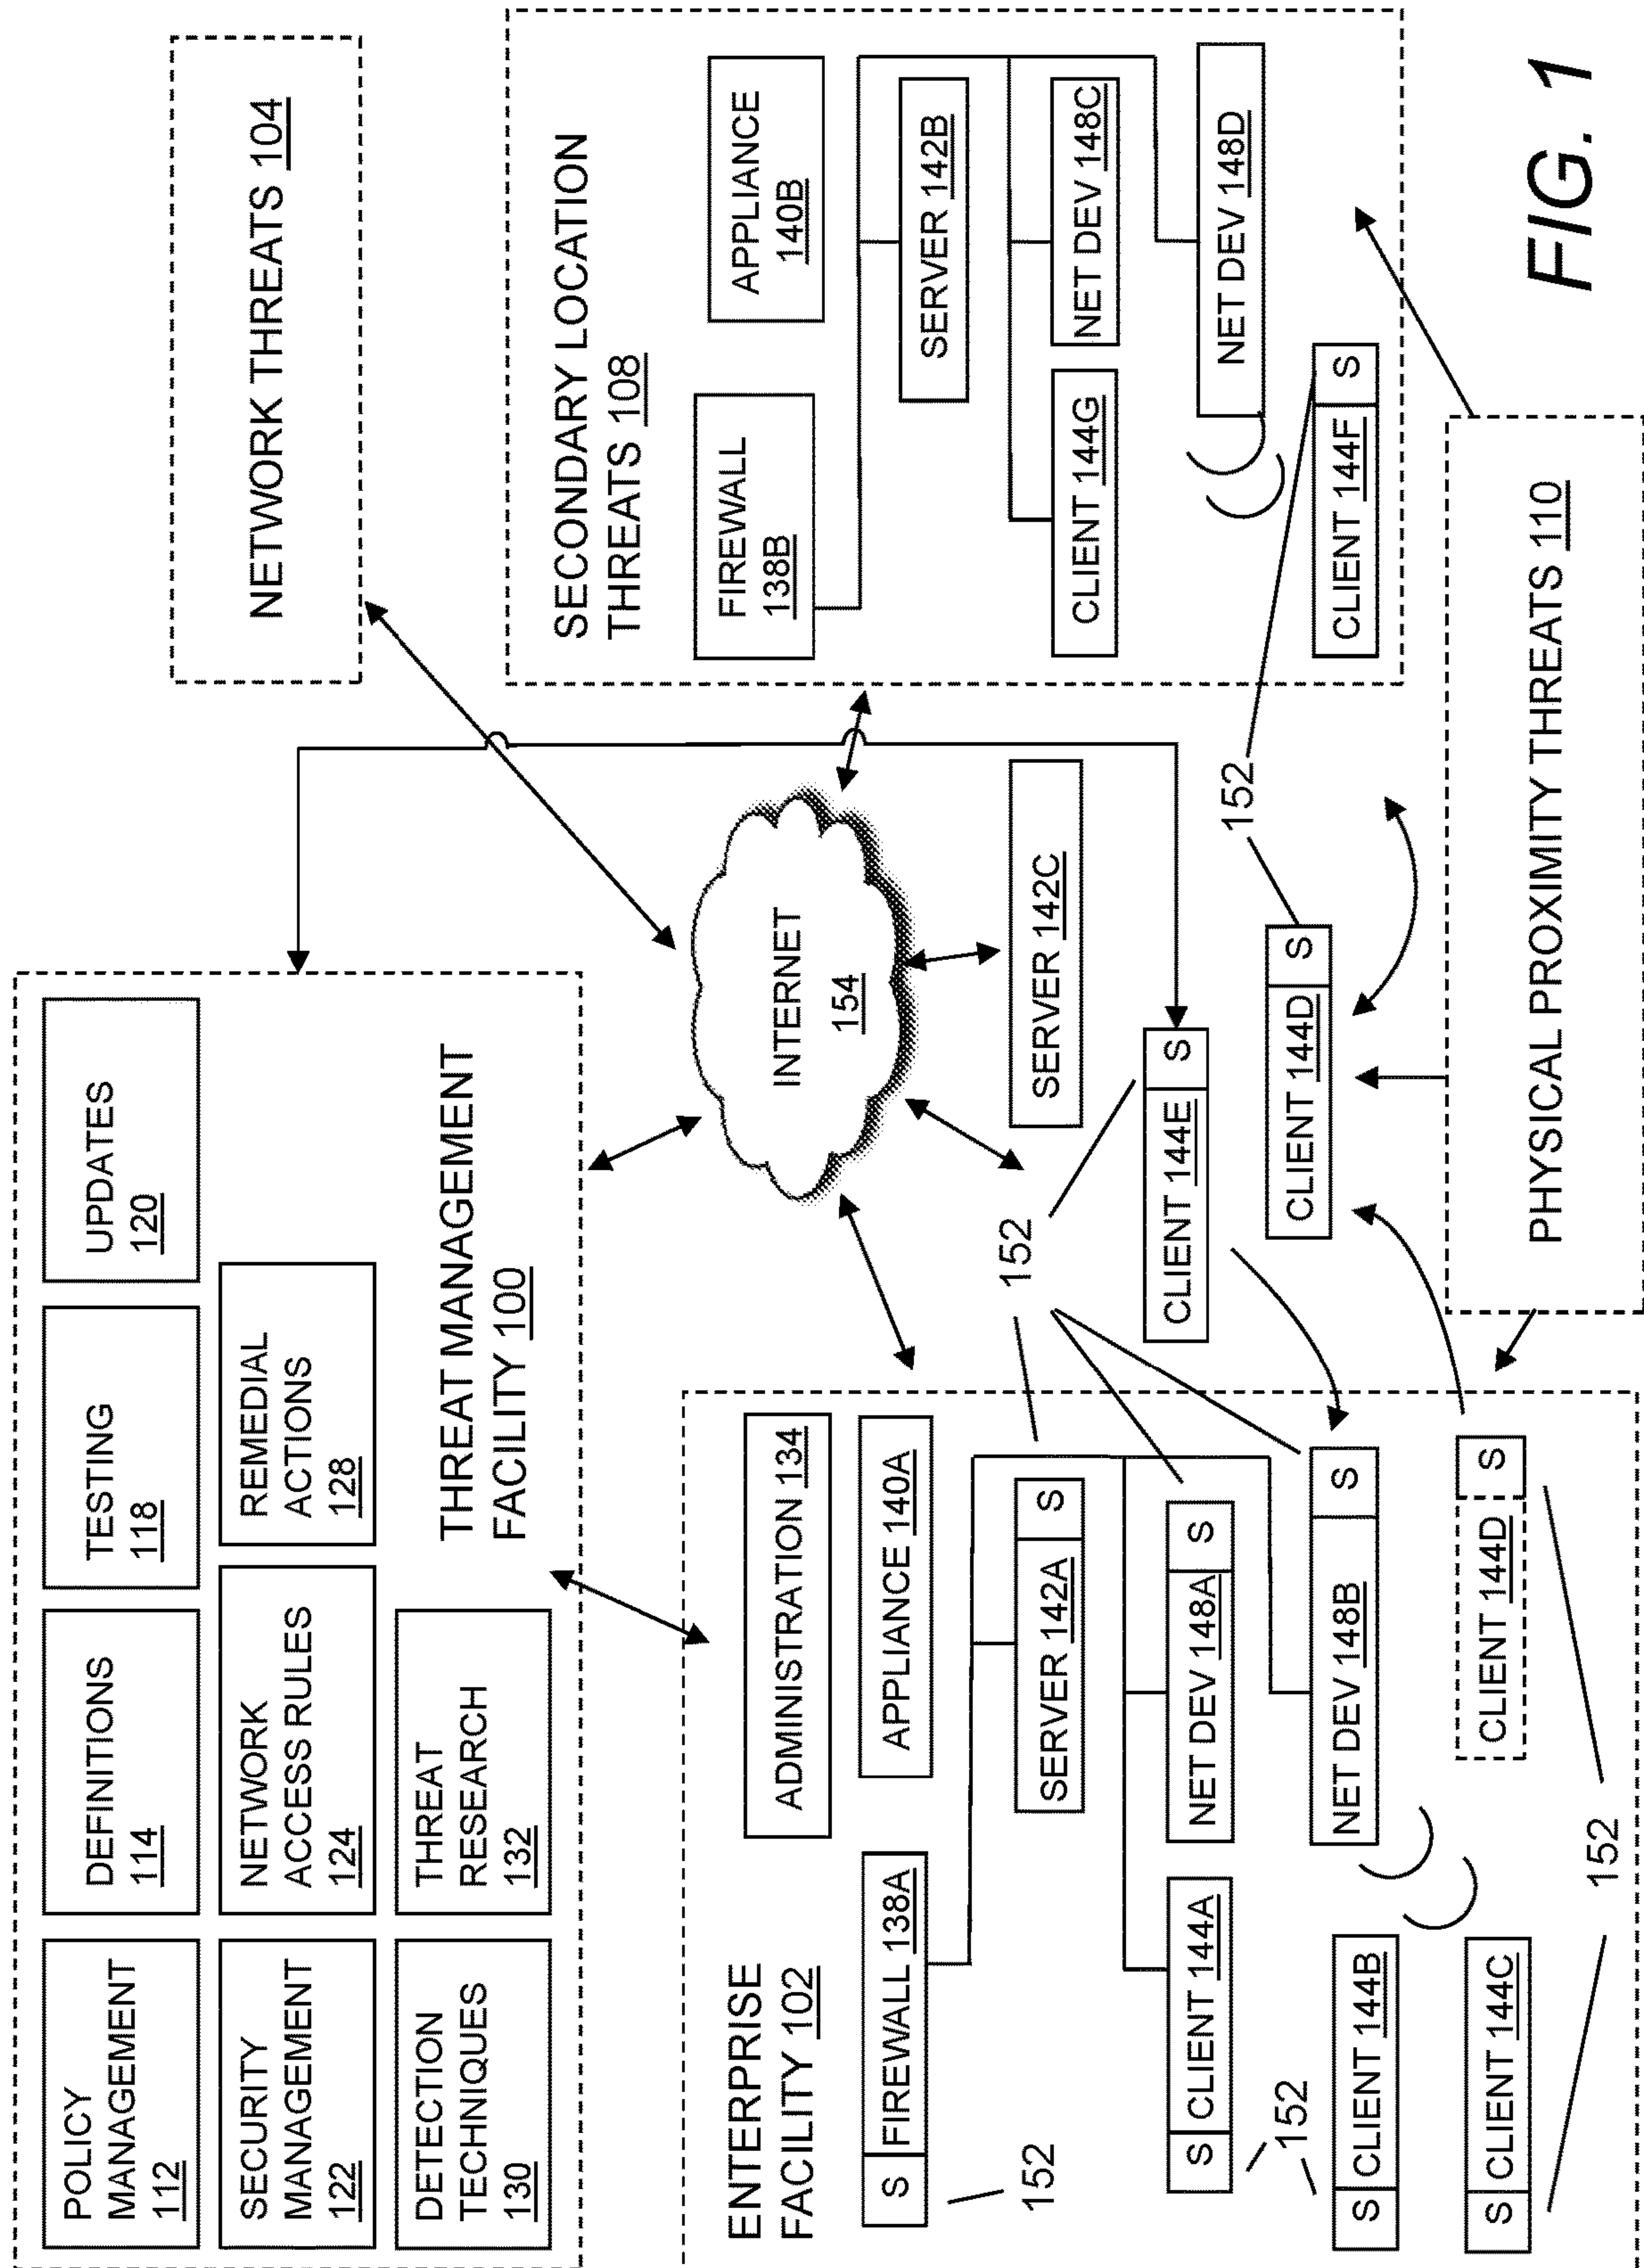 POLICY
MANAGEMENT
112
DEFINITIONS
114
TESTING
118
UPDATES
120
SECURITY
MANAGEMENT
122
NETWORK
ACCESS RULES
124
REMEDIAL
ACTIONS
128
DETECTION
TECHNIQUES
130
THREAT
RESEARCH
132
THREAT MANAGEMENT
FACILITY 100
NETWORK THREATS 104
INTERNET
154
SERVER 142C
ENTERPRISE
FACILITY 102
ADMINISTRATION 134
S FIREWALL 138A
APPLIANCE 140A
152
SERVER 142A S
152
S CLIENT 144A
NET DEV 148A S
152
S CLIENT 144B
NET DEV 148B S
S CLIENT 144C
CLIENT 144D S
152
CLIENT 144E S
CLIENT 144D S
152
SECONDARY LOCATION
THREATS 108
FIREWALL
138B
APPLIANCE
140B
SERVER 142B
CLIENT 144G
NET DEV 148C
NET DEV 148D
CLIENT 144F S
PHYSICAL PROXIMITY THREATS 110
FIG. 1